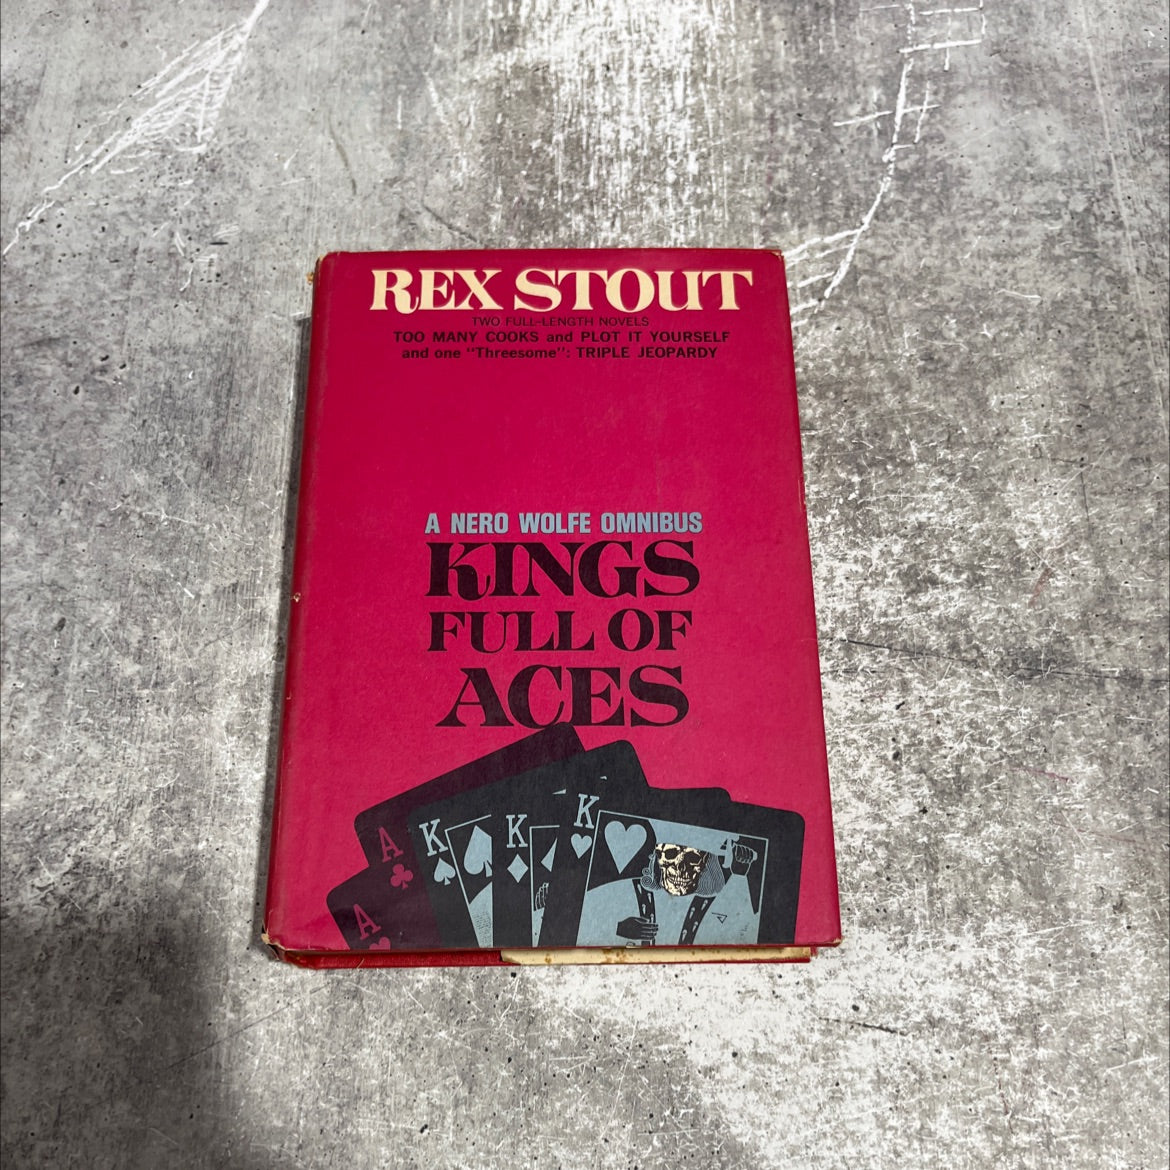 REX STOUT
TWO FULL-LENGTH NOVELS
TOO MANY COOKS and PLOT IT YOURSELF
and one "Threesome": TRIPLE JEOPARDY
A NERO WOLFE OMNIBUS
KINGS
FULL OF
ACES
A
K
K
K
A
A